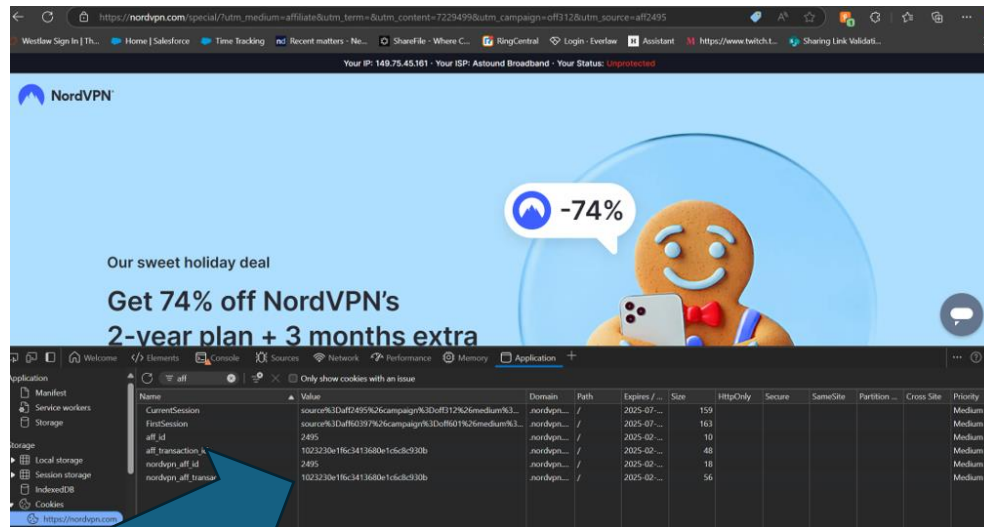 https://nordvpn.com/special/?utm_medium=affiliate&utm_term=&utm_content=7229499&utm_campaign=off312&utm_source=aff2495
Westlaw Sign In | Th... Home | Salesforce Time Tracking Recent matters - Ne... ShareFile - Where C... RingCentral Login - Everlaw Assistant https://www.twitch.t... Sharing Link Validati...
Your IP: 149.75.45.161 - Your ISP: Astound Broadband - Your Status: Unprotected
NordVPN
-74%
Our sweet holiday deal
Get 74% off NordVPN's
2-year plan + 3 months extra
Welcome Elements Console Sources Network Performance Memory Application
Application aff Only show cookies with an issue
Manifest Name Value Domain Path Expires / ... Size HttpOnly Secure SameSite Partition ... Cross Site Priority
Service workers CurrentSession source%3Daff2495%26campaign%3Doff312%26medium%3... .nordvpn.... / 2025-07-... 159 Medium
Storage FirstSession source%3Daff60397%26campaign%3Doff601%26medium%3... .nordvpn.... / 2025-07-... 163 Medium
aff_id 2495 .nordvpn.... / 2025-02-... 10 Medium
Storage aff_transaction_i 1023230e1f6c3413680e1c6c8c930b .nordvpn.... / 2025-02-... 48 Medium
Local storage nordvpn_aff_id 2495 .nordvpn.... / 2025-02-... 18 Medium
Session storage nordvpn_aff_transa 1023230e1f6c3413680e1c6c8c930b .nordvpn.... / 2025-02-... 56 Medium
IndexedDB
Cookies
https://nordvpn.com